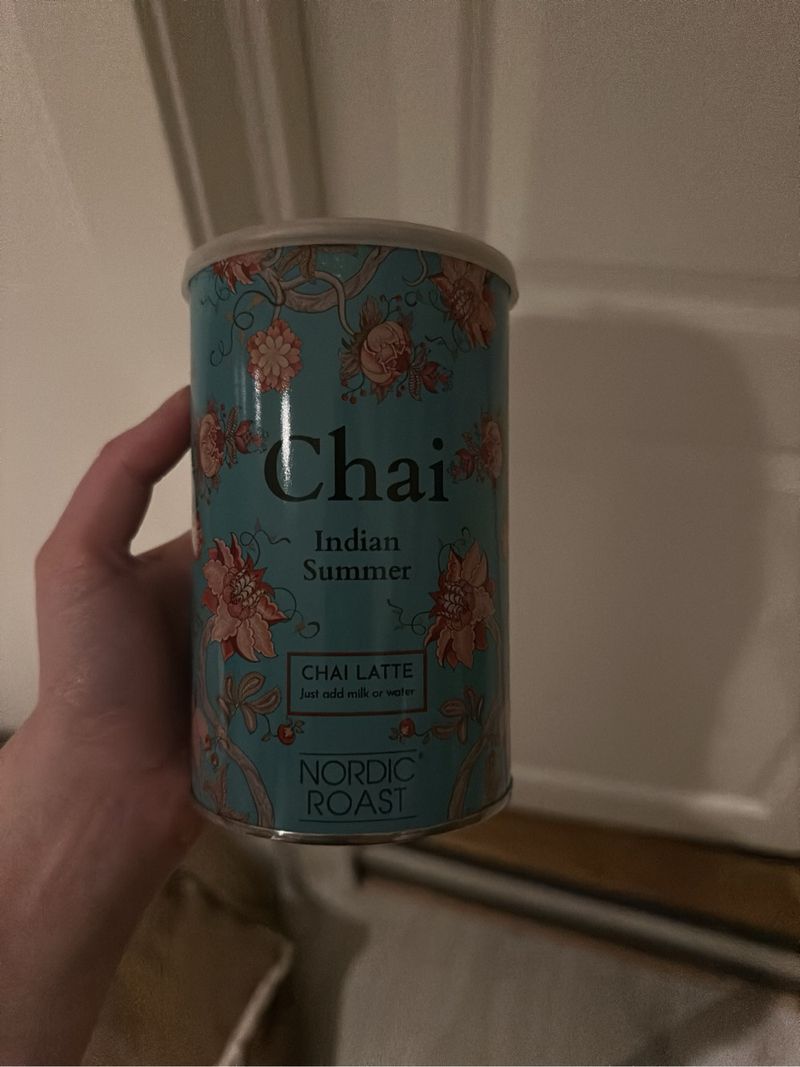 Chai
Indian
Summer
CHAI LATTE
Just add milk or water
NORDIC®
ROAST